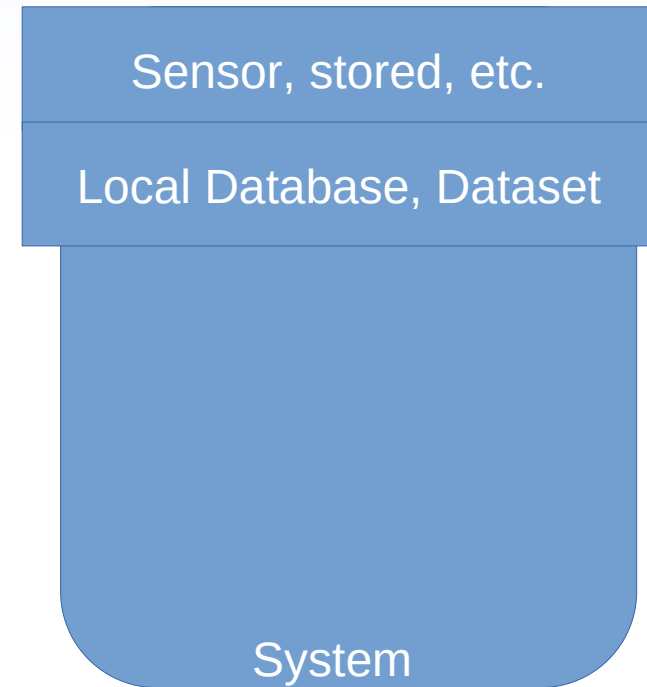 Sensor, stored, etc.
Local Database, Dataset
System